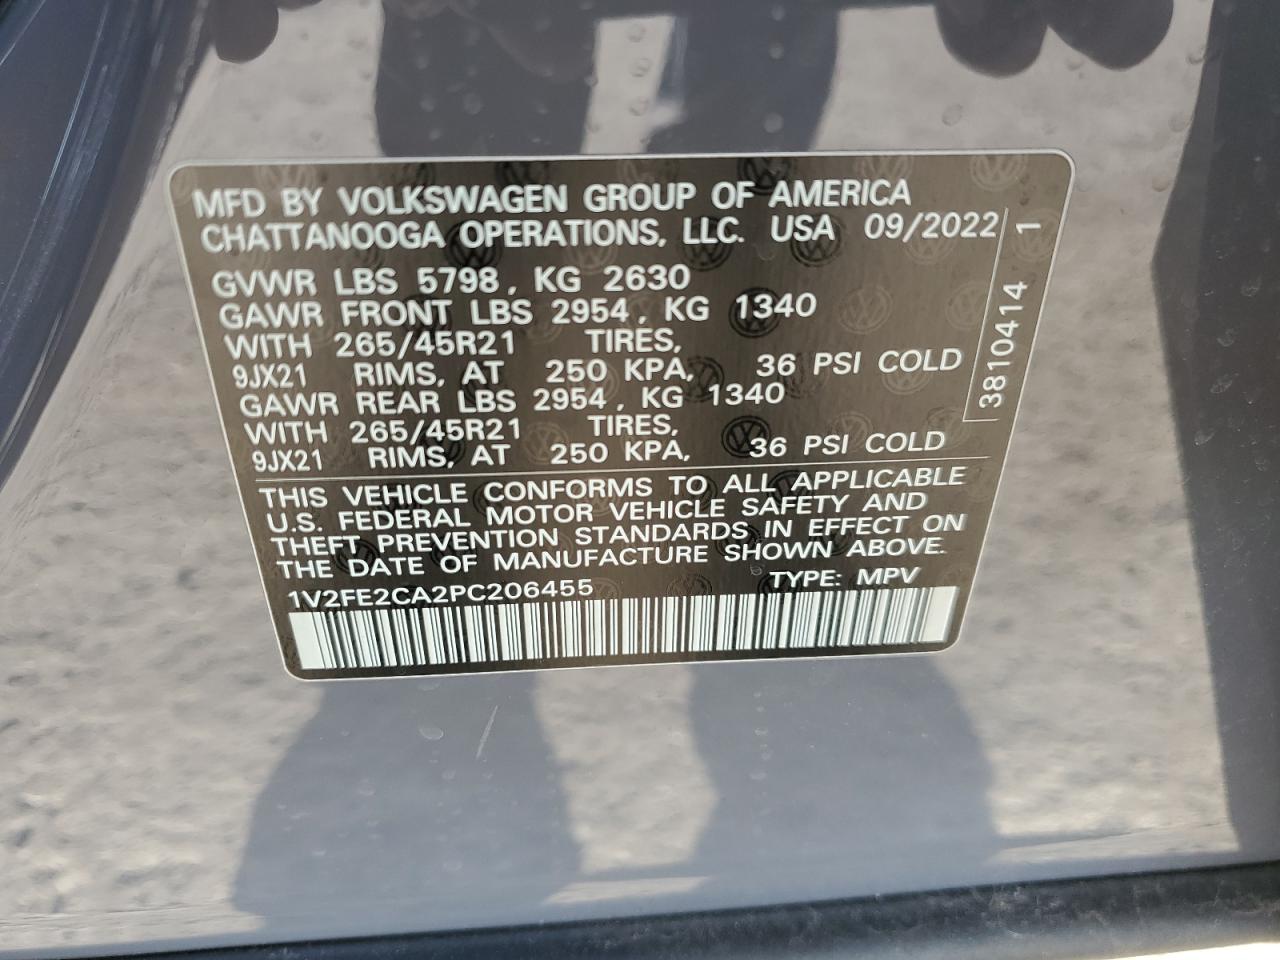 MFD BY VOLKSWAGEN GROUP OF AMERICA
CHATTANOOGA OPERATIONS, LLC. USA 09/2022
GVWR LBS 5798, KG 2630
GAWR FRONT LBS 2954, KG 1340
WITH 265/45R21 TIRES,
9JX21 RIMS, AT 250 KPA, 36 PSI COLD
GAWR REAR LBS 2954, KG 1340
WITH 265/45R21 TIRES,
9JX21 RIMS, AT 250 KPA, 36 PSI COLD
3810414 1
THIS VEHICLE CONFORMS TO ALL APPLICABLE
U.S. FEDERAL MOTOR VEHICLE SAFETY AND
THEFT PREVENTION STANDARDS IN EFFECT ON
THE DATE OF MANUFACTURE SHOWN ABOVE.
1V2FE2CA2PC206455 TYPE: MPV